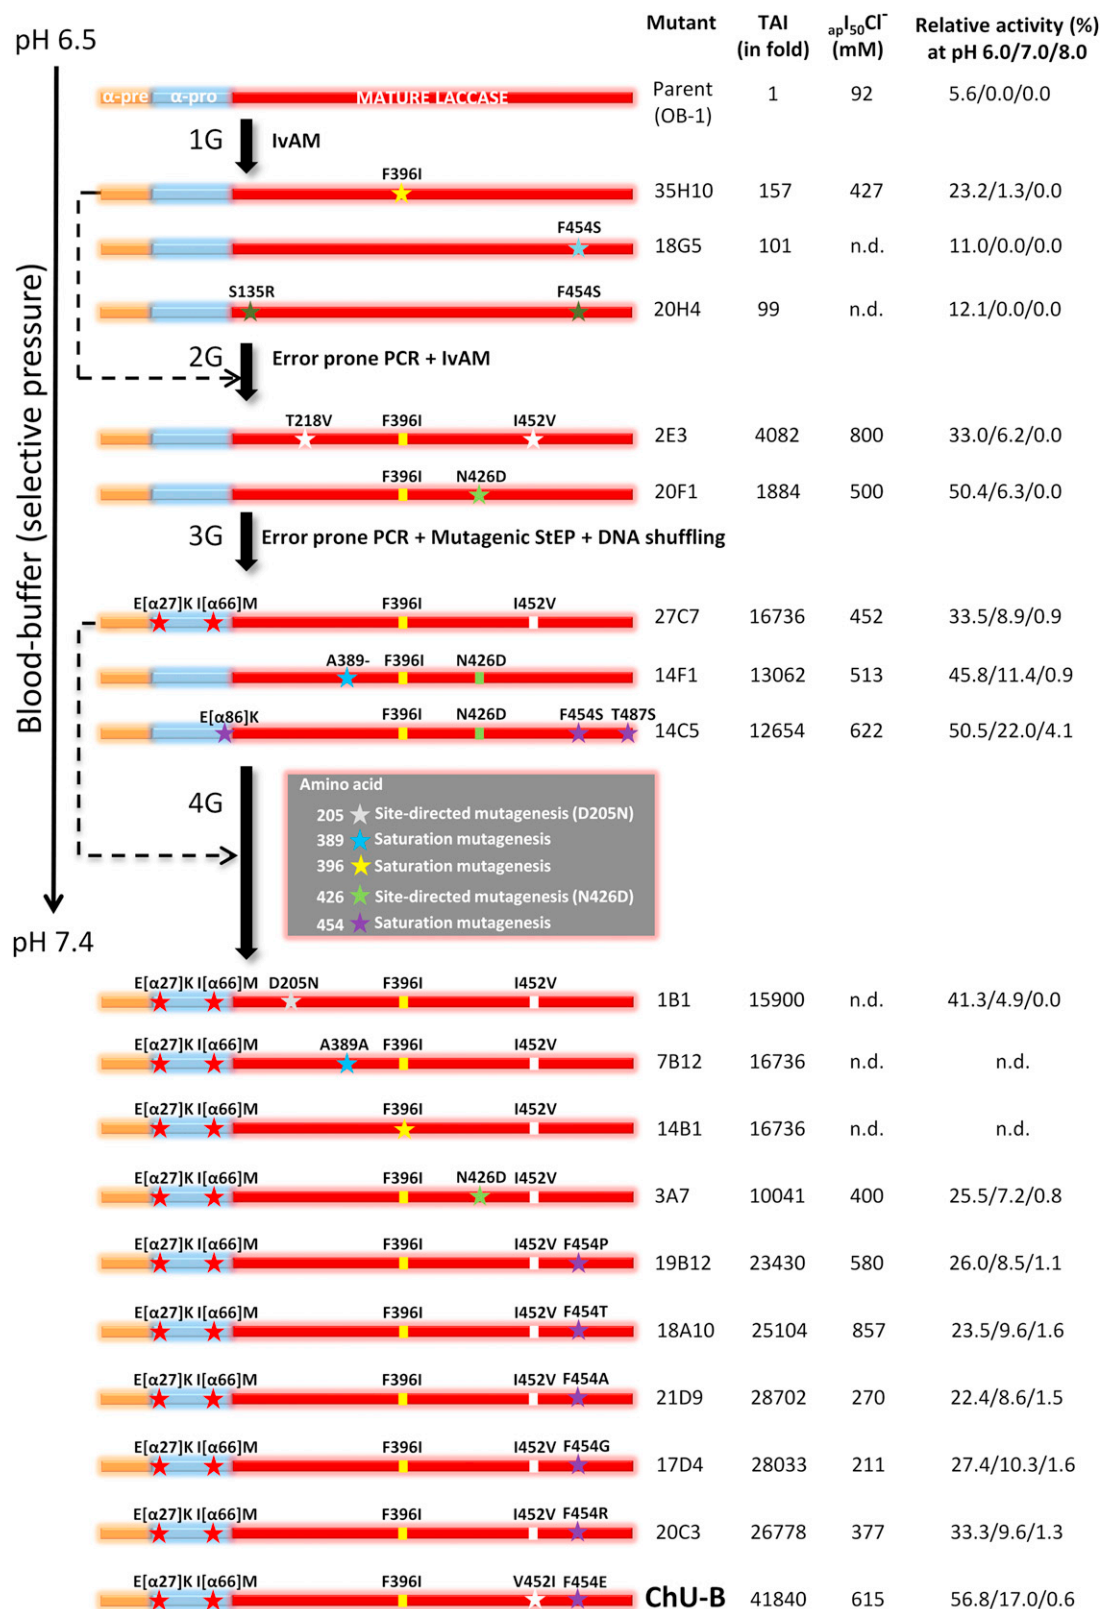 Mutant TAI apI50Cl-
(in fold) (mM) Relative activity (%)
at pH 6.0/7.0/8.0
pH 6.5
Blood-buffer (selective pressure)
pH 7.4
α-pre α-pro MATURE LACCASE Parent
(OB-1) 1 92 5.6/0.0/0.0
1G IvAM
F396I
35H10 157 427 23.2/1.3/0.0
F454S
18G5 101 n.d. 11.0/0.0/0.0
S135R F454S
20H4 99 n.d. 12.1/0.0/0.0
2G Error prone PCR + IvAM
T218V F396I I452V
2E3 4082 800 33.0/6.2/0.0
F396I N426D
20F1 1884 500 50.4/6.3/0.0
3G Error prone PCR + Mutagenic StEP + DNA shuffling
E[α27]K I[α66]M F396I I452V
27C7 16736 452 33.5/8.9/0.9
A389- F396I N426D
14F1 13062 513 45.8/11.4/0.9
E[α86]K F396I N426D F454S T487S
14C5 12654 622 50.5/22.0/4.1
4G
Amino acid
205 Site-directed mutagenesis (D205N)
389 Saturation mutagenesis
396 Saturation mutagenesis
426 Site-directed mutagenesis (N426D)
454 Saturation mutagenesis
E[α27]K I[α66]M D205N F396I I452V
1B1 15900 n.d. 41.3/4.9/0.0
E[α27]K I[α66]M A389A F396I I452V
7B12 16736 n.d. n.d.
E[α27]K I[α66]M F396I I452V
14B1 16736 n.d. n.d.
E[α27]K I[α66]M F396I N426D I452V
3A7 10041 400 25.5/7.2/0.8
E[α27]K I[α66]M F396I I452V F454P
19B12 23430 580 26.0/8.5/1.1
E[α27]K I[α66]M F396I I452V F454T
18A10 25104 857 23.5/9.6/1.6
E[α27]K I[α66]M F396I I452V F454A
21D9 28702 270 22.4/8.6/1.5
E[α27]K I[α66]M F396I I452V F454G
17D4 28033 211 27.4/10.3/1.6
E[α27]K I[α66]M F396I I452V F454R
20C3 26778 377 33.3/9.6/1.3
E[α27]K I[α66]M F396I V452I F454E
ChU-B 41840 615 56.8/17.0/0.6